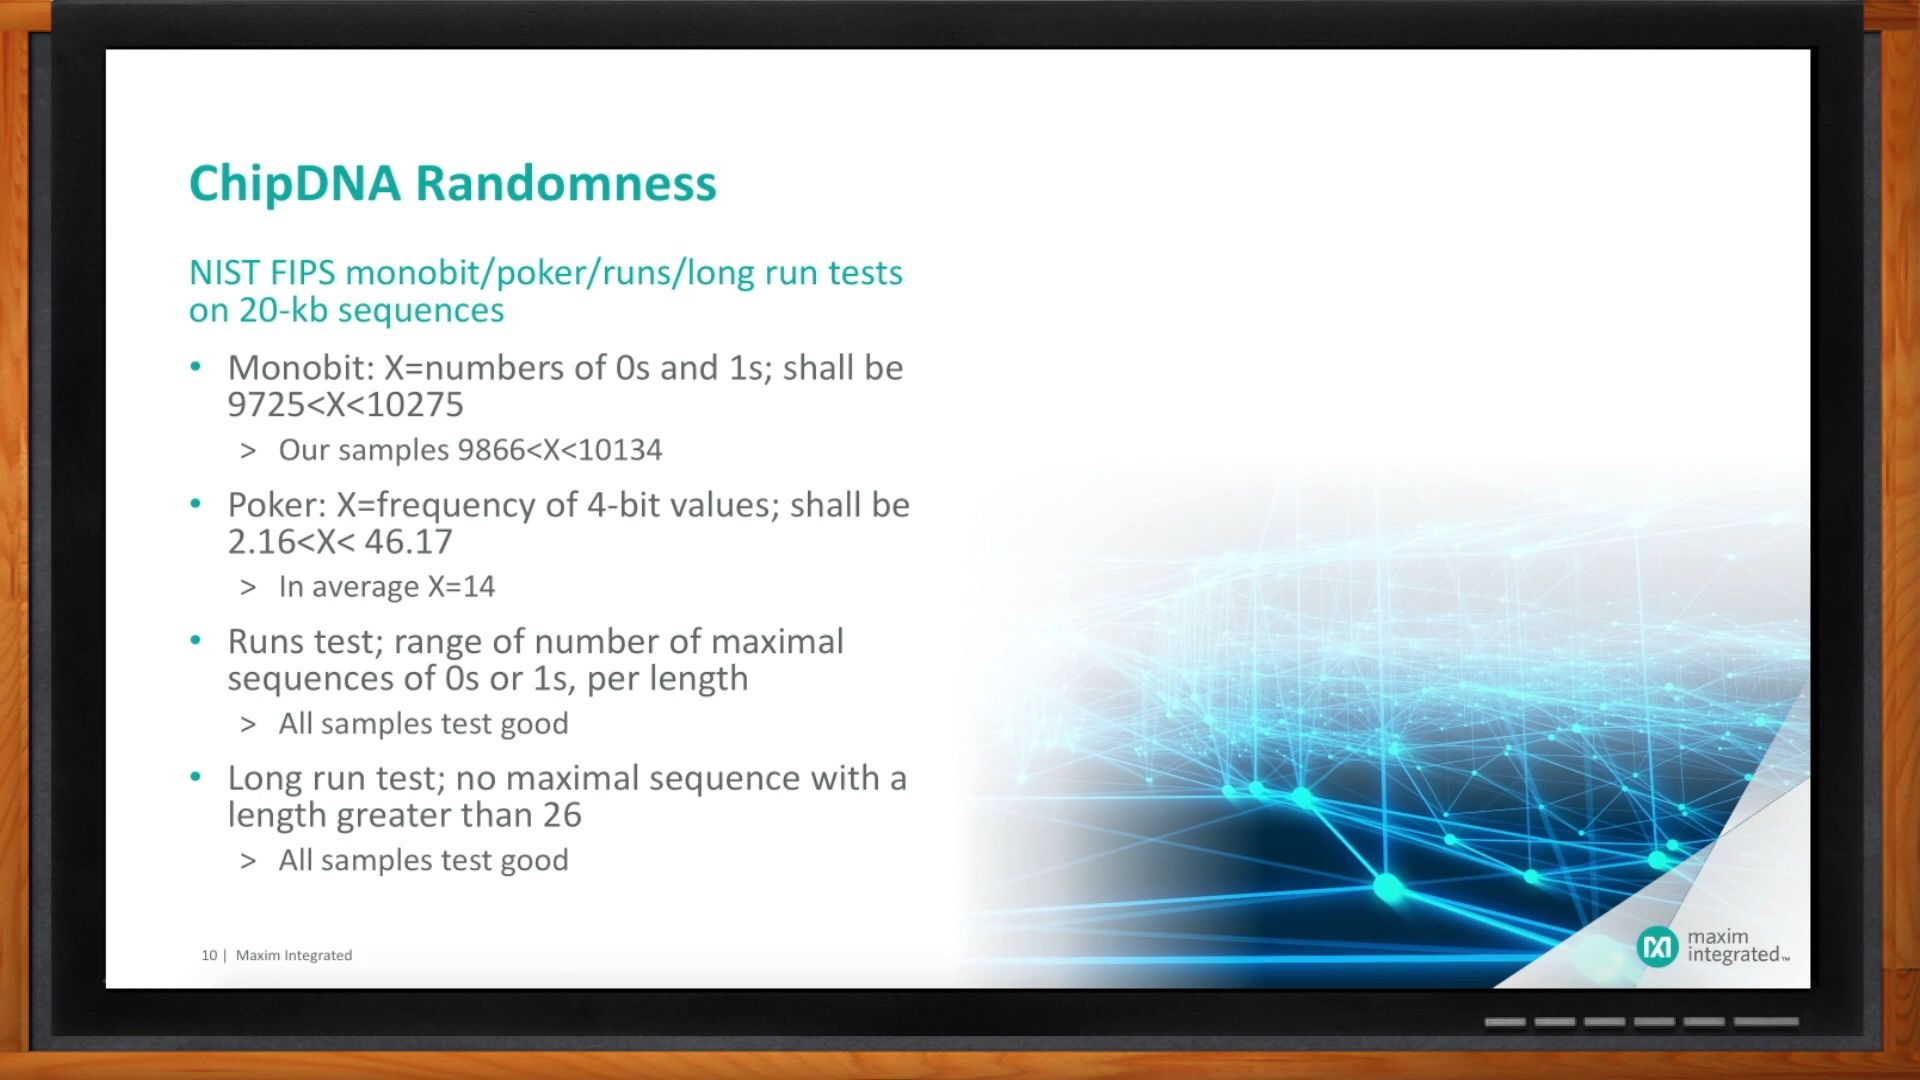 ChipDNA Randomness
NIST FIPS monobit/poker/runs/long run tests
on 20-kb sequences
• Monobit: X=numbers of 0s and 1s; shall be
9725<X<10275
> Our samples 9866<X<10134
• Poker: X=frequency of 4-bit values; shall be
2.16<X< 46.17
> In average X=14
• Runs test; range of number of maximal
sequences of 0s or 1s, per length
> All samples test good
• Long run test; no maximal sequence with a
length greater than 26
> All samples test good
10 | Maxim Integrated
maxim
integrated™